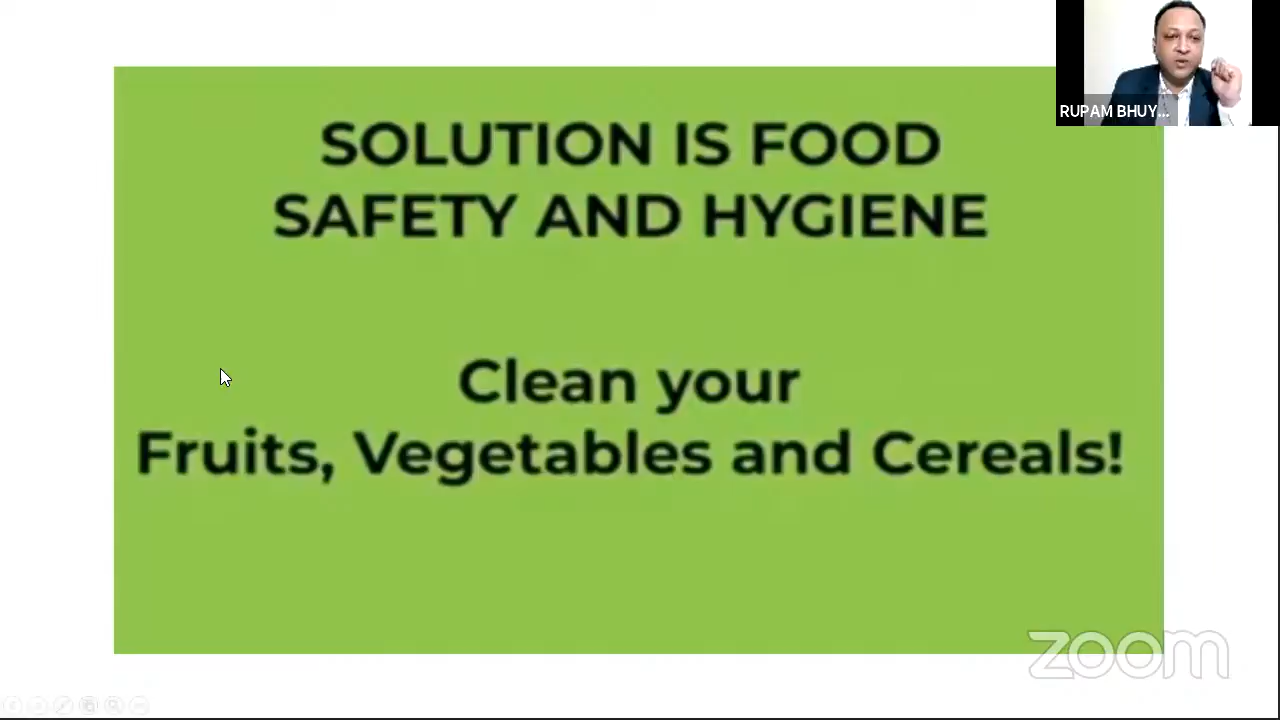 RUPAM BHUY...
SOLUTION IS FOOD
SAFETY AND HYGIENE
Clean your
Fruits, Vegetables and Cereals!
zoom